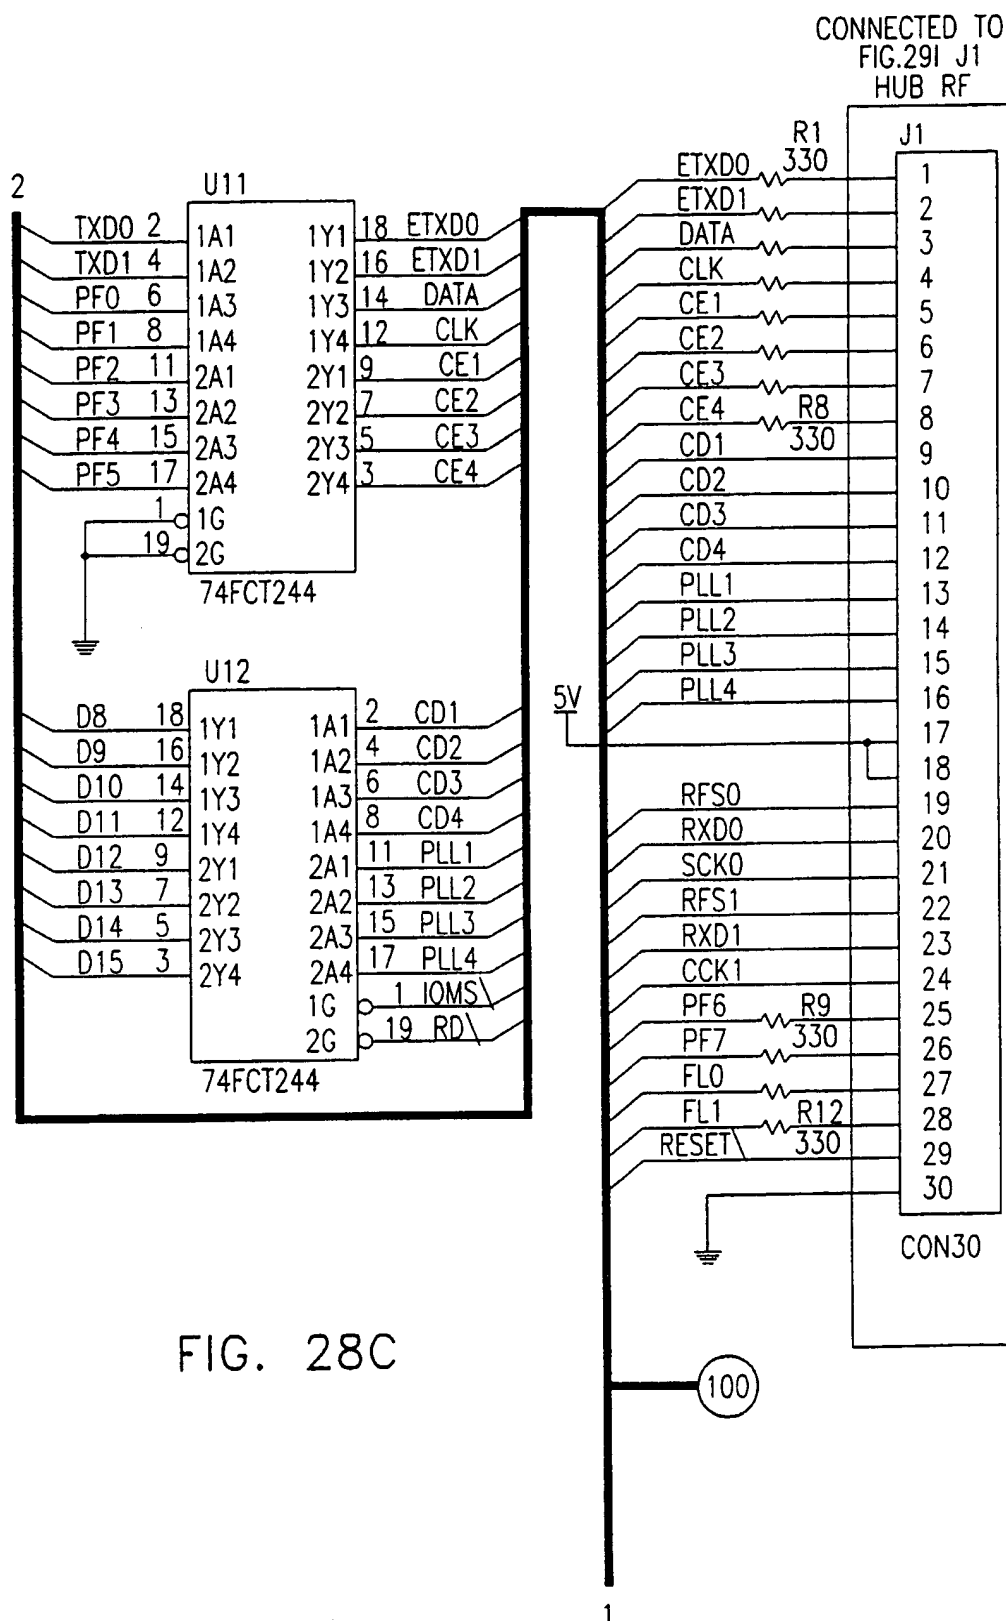 CONNECTED TO
FIG.29I J1
HUB RF
2
U11
TXD0 2 1A1 1Y1 18 ETXD0
TXD1 4 1A2 1Y2 16 ETXD1
PF0 6 1A3 1Y3 14 DATA
PF1 8 1A4 1Y4 12 CLK
PF2 11 2A1 2Y1 9 CE1
PF3 13 2A2 2Y2 7 CE2
PF4 15 2A3 2Y3 5 CE3
PF5 17 2A4 2Y4 3 CE4
1 1G
19 2G
74FCT244
U12
D8 18 1Y1 1A1 2 CD1
D9 16 1Y2 1A2 4 CD2
D10 14 1Y3 1A3 6 CD3
D11 12 1Y4 1A4 8 CD4
D12 9 2Y1 2A1 11 PLL1
D13 7 2Y2 2A2 13 PLL2
D14 5 2Y3 2A3 15 PLL3
D15 3 2Y4 2A4 17 PLL4
1G 1 IOMS\
2G 19 RD\
74FCT244
J1
ETXD0 R1 330 1
ETXD1 2
DATA 3
CLK 4
CE1 5
CE2 6
CE3 7
CE4 R8 330 8
CD1 9
CD2 10
CD3 11
CD4 12
PLL1 13
PLL2 14
PLL3 15
PLL4 16
5V 17
18
RFS0 19
RXD0 20
SCK0 21
RFS1 22
RXD1 23
CCK1 24
PF6 R9 330 25
PF7 26
FL0 27
FL1 R12 330 28
RESET\ 29
30
CON30
FIG. 28C
100
1